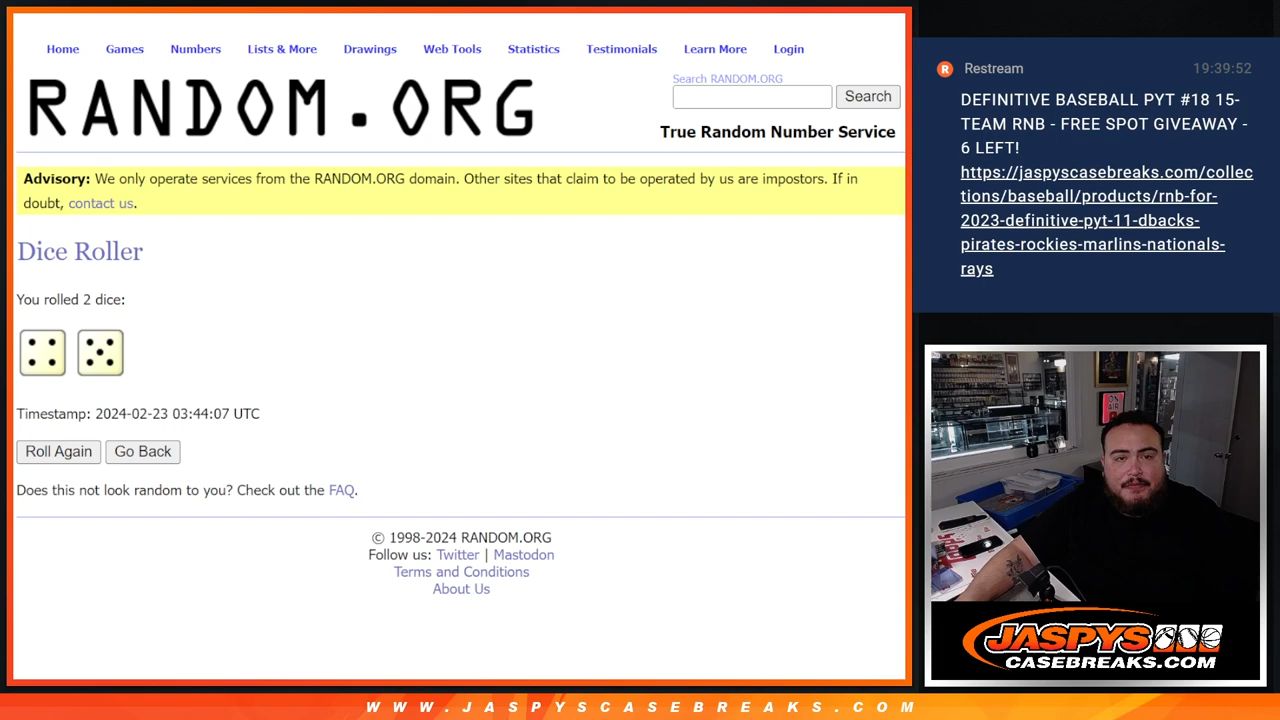 Home Games Numbers Lists & More Drawings Web Tools Statistics Testimonials Learn More Login
RANDOM.ORG
Search RANDOM.ORG
Search
True Random Number Service
Advisory: We only operate services from the RANDOM.ORG domain. Other sites that claim to be operated by us are impostors. If in
doubt, contact us.
Dice Roller
You rolled 2 dice:
Timestamp: 2024-02-23 03:44:07 UTC
Roll Again Go Back
Does this not look random to you? Check out the FAQ.
© 1998-2024 RANDOM.ORG
Follow us: Twitter | Mastodon
Terms and Conditions
About Us
R Restream 19:39:52
DEFINITIVE BASEBALL PYT #18 15-
TEAM RNB - FREE SPOT GIVEAWAY -
6 LEFT!
https://jaspyscasebreaks.com/collec
tions/baseball/products/rnb-for-
2023-definitive-pyt-11-dbacks-
pirates-rockies-marlins-nationals-
rays
ON
AIR
JASPYS
CASEBREAKS.COM
WWW.JASPYSCASEBREAKS.COM